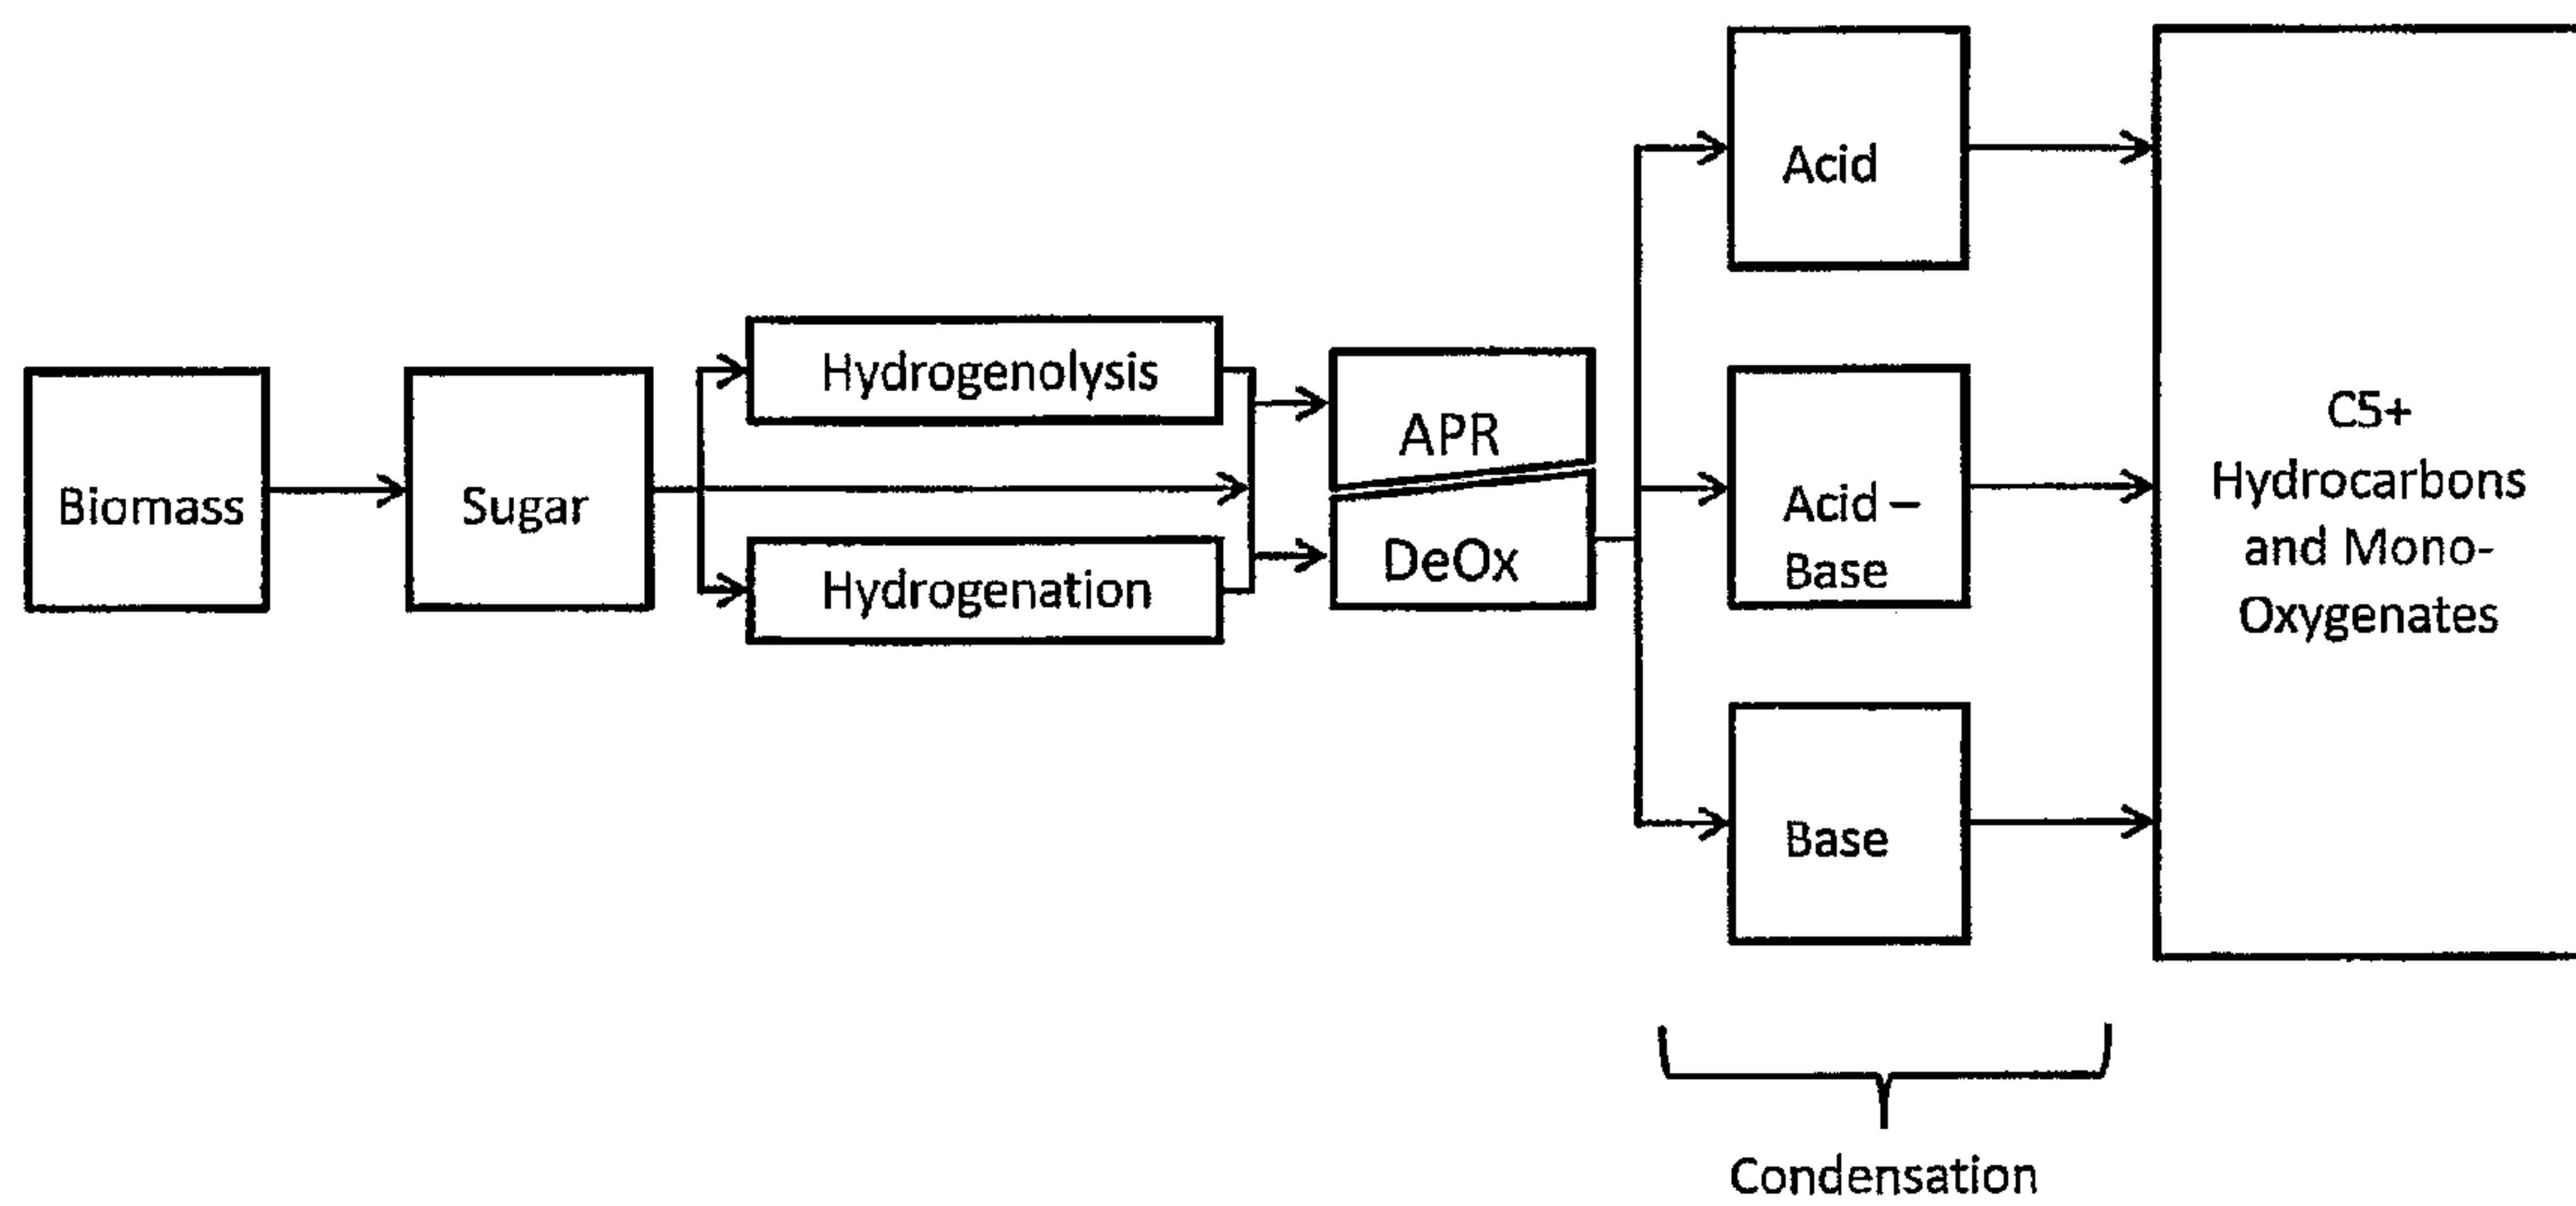 Biomass
Sugar
Hydrogenolysis
Hydrogenation
APR
DeOx
Acid
Acid –
Base
Base
C5+
Hydrocarbons
and Mono-
Oxygenates
Condensation